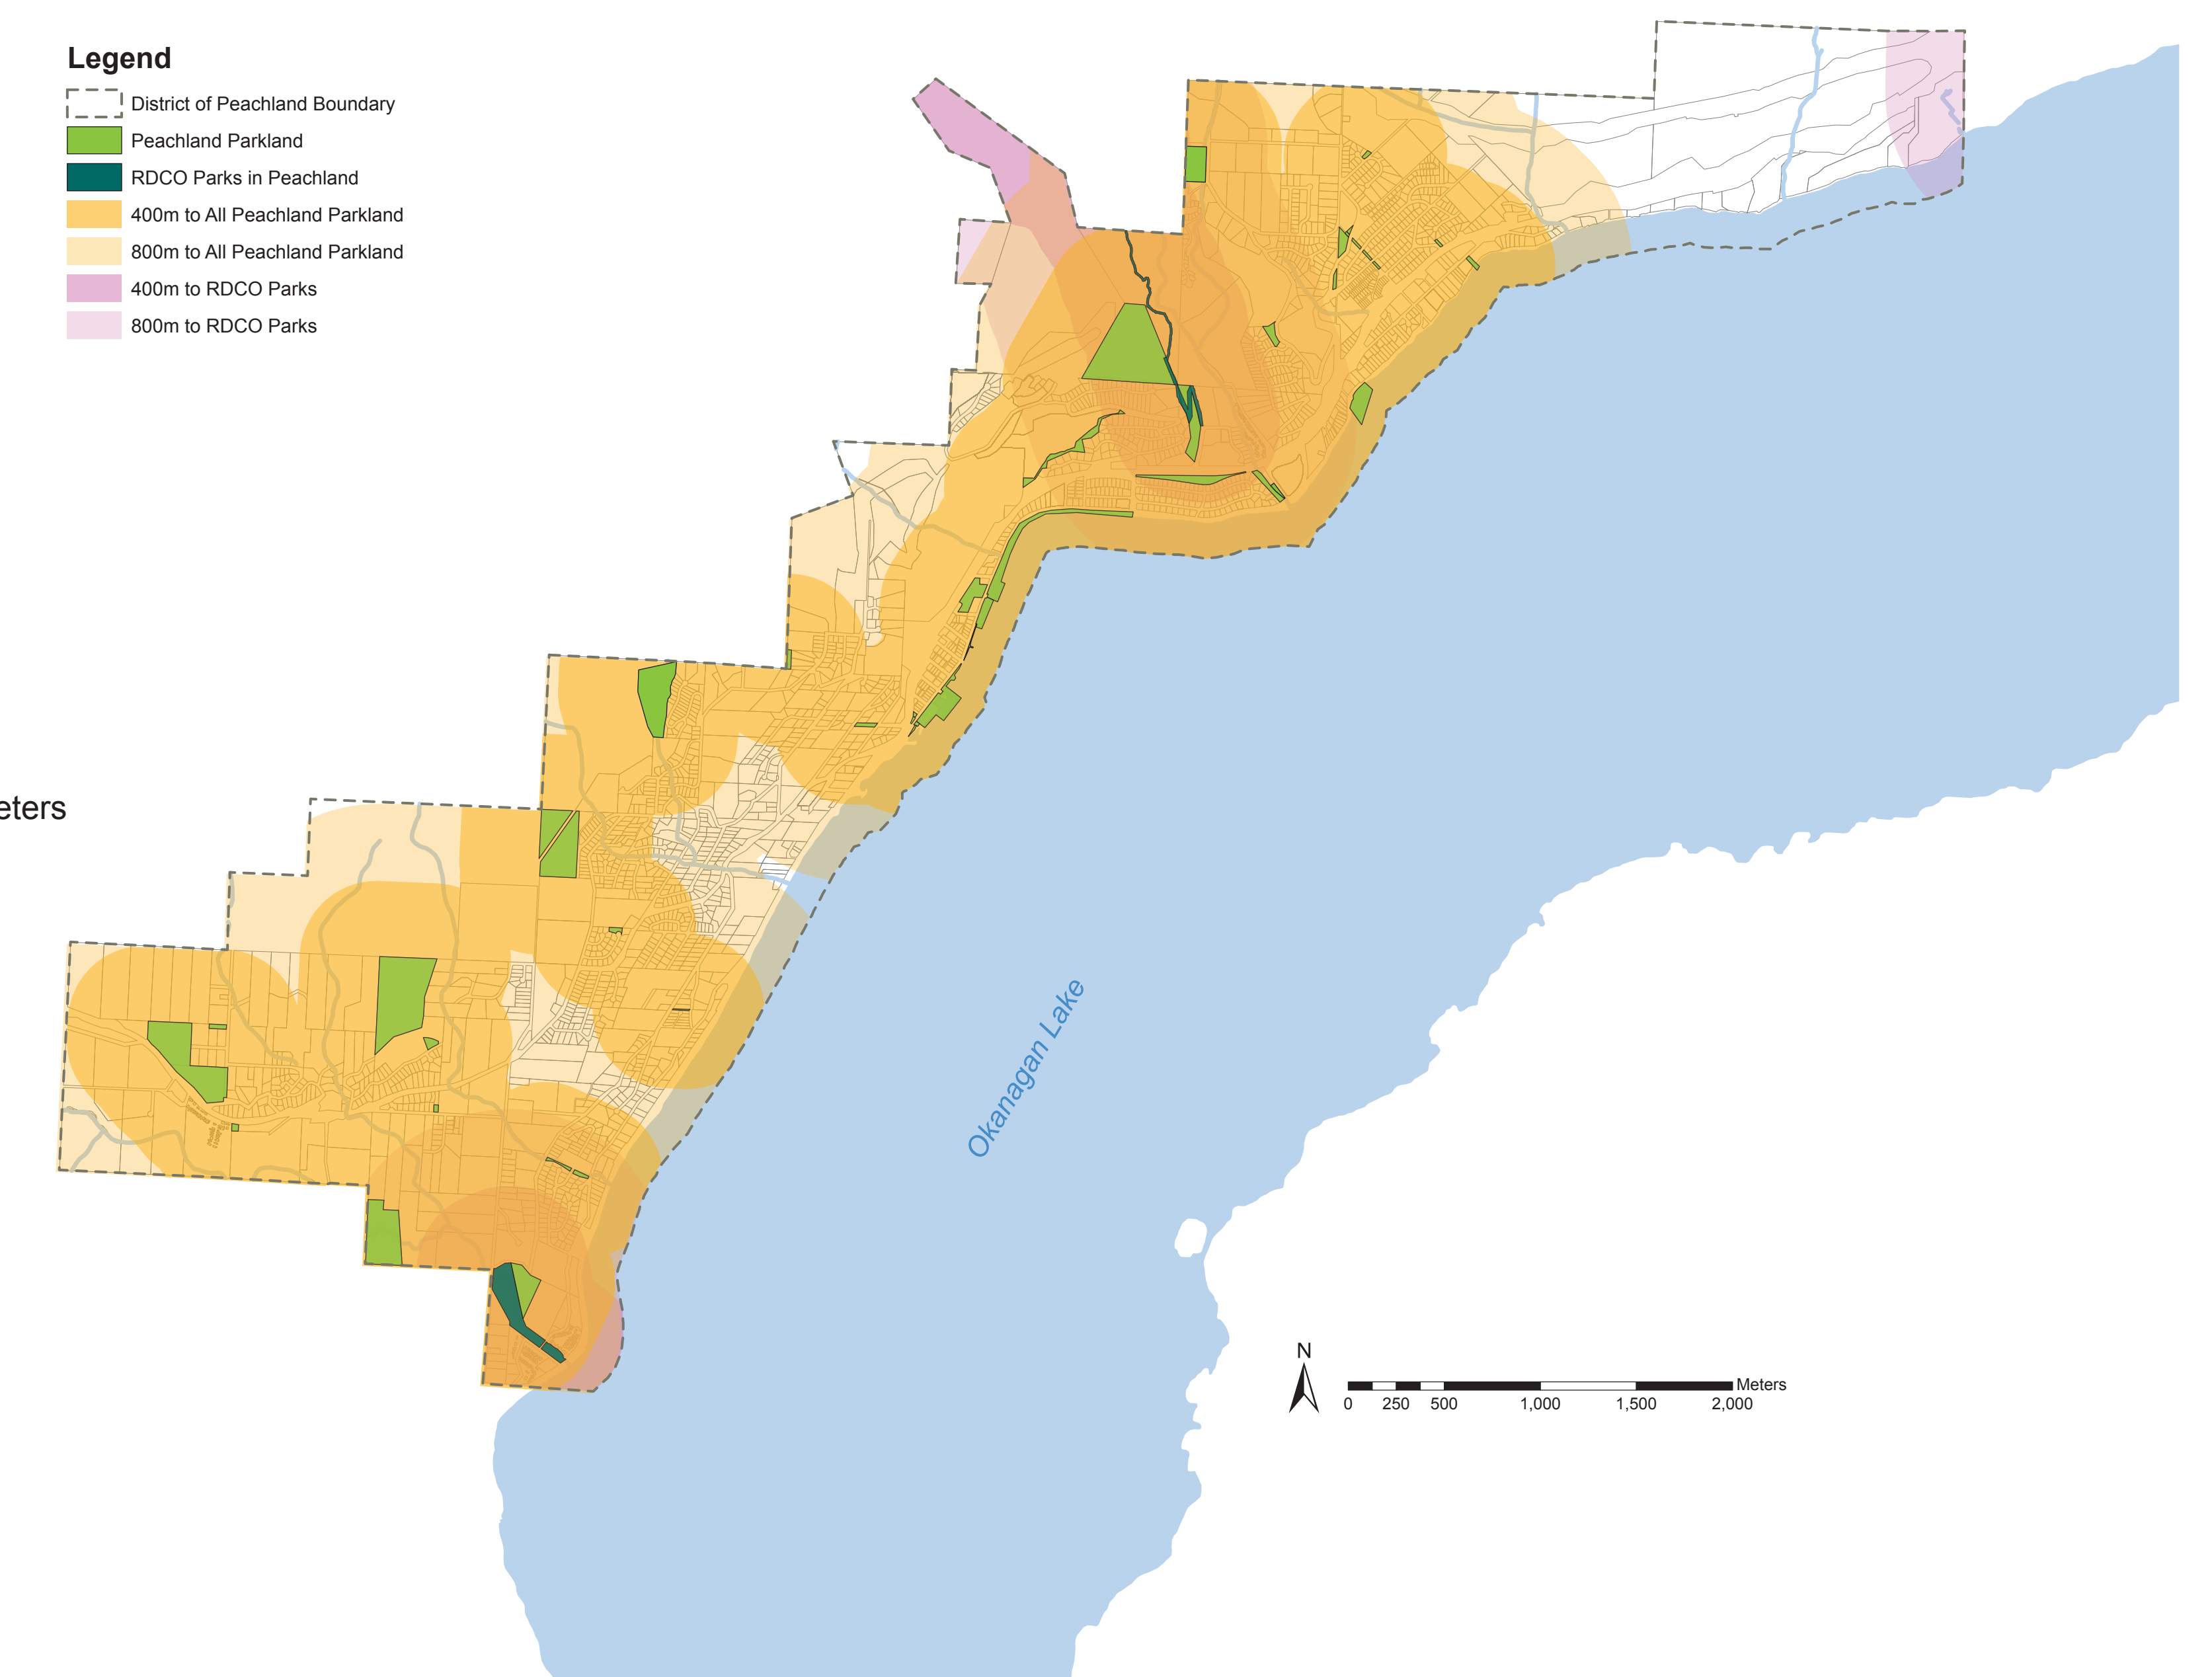 Legend
District of Peachland Boundary
Peachland Parkland
RDCO Parks in Peachland
400m to All Peachland Parkland
800m to All Peachland Parkland
400m to RDCO Parks
800m to RDCO Parks
eters
Okanagan Lake
N
Meters
0 250 500 1,000 1,500 2,000